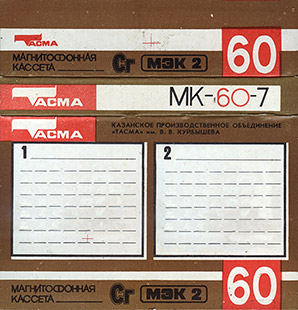 ТАСМА
МАГНИТОФОННАЯ
КАССЕТА
Cr МЭК 2
60
ТАСМА
МК-60-7
ТАСМА
КАЗАНСКОЕ ПРОИЗВОДСТВЕННОЕ ОБЪЕДИНЕНИЕ
«ТАСМА» им. В. В. КУЙБЫШЕВА
1
2
МАГНИТОФОННАЯ
КАССЕТА
Cr МЭК 2
60